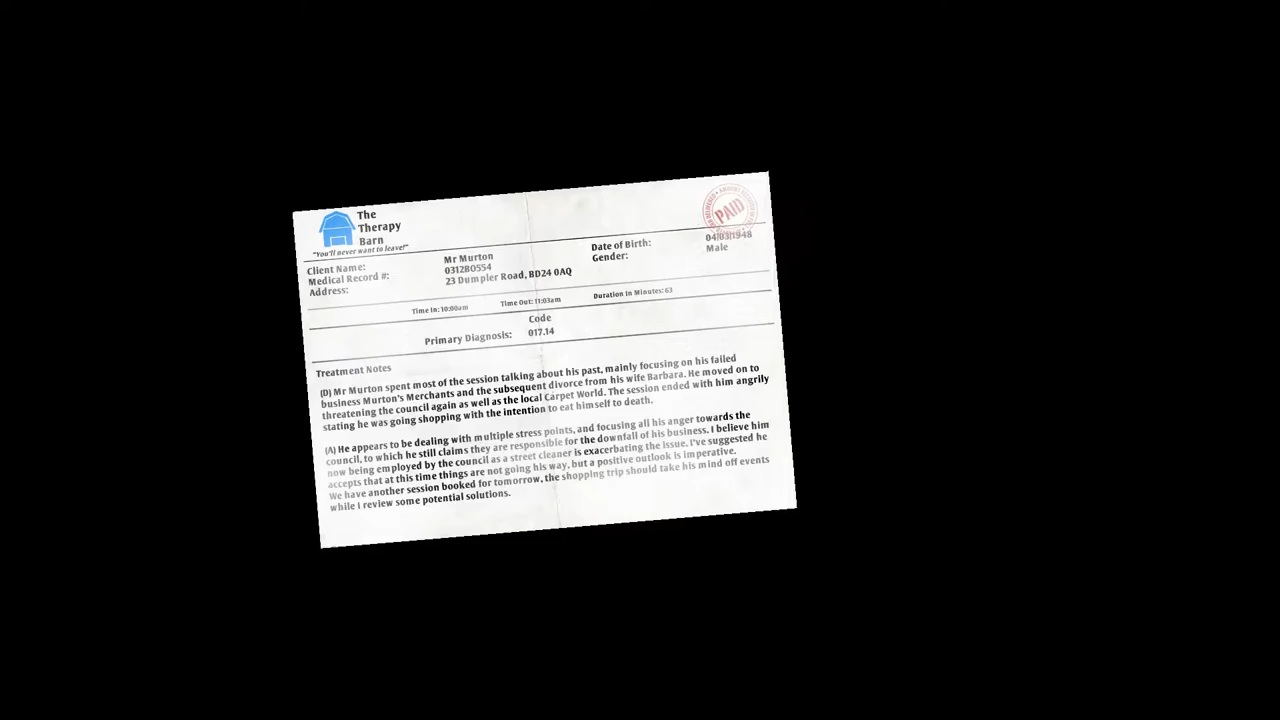 The
Therapy
Barn
"You'll never want to leave!"
PAID
Client Name: Mr Murton Date of Birth: 04/03/1948
Medical Record #: 031280554 Gender: Male
Address: 23 Dumpler Road, BD24 0AQ
Time In: 10:00am Time Out: 11:03am Duration in Minutes: 63
Code
Primary Diagnosis: 017.14
Treatment Notes
(D) Mr Murton spent most of the session talking about his past, mainly focusing on his failed
business Murton's Merchants and the subsequent divorce from his wife Barbara. He moved on to
threatening the council again as well as the local Carpet World. The session ended with him angrily
stating he was going shopping with the intention to eat himself to death.
(A) He appears to be dealing with multiple stress points, and focusing all his anger towards the
council, to which he still claims they are responsible for the downfall of his business. I believe him
now being employed by the council as a street cleaner is exacerbating the issue. I've suggested he
accepts that at this time things are not going his way, but a positive outlook is imperative.
We have another session booked for tomorrow, the shopping trip should take his mind off events
while I review some potential solutions.